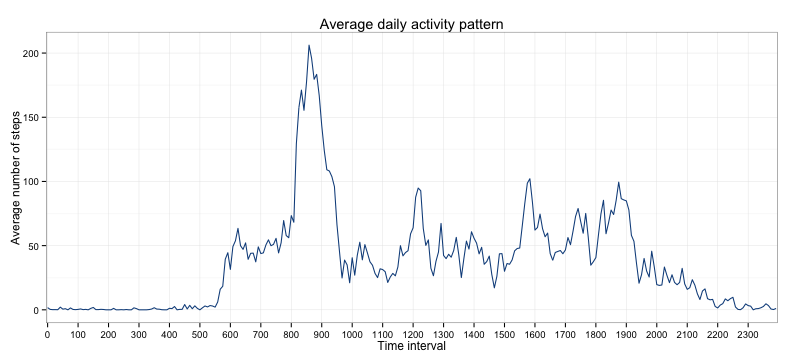 Average daily activity pattern
Average number of steps
200
150
100
50
0
0 100 200 300 400 500 600 700 800 900 1000 1100 1200 1300 1400 1500 1600 1700 1800 1900 2000 2100 2200 2300
Time interval